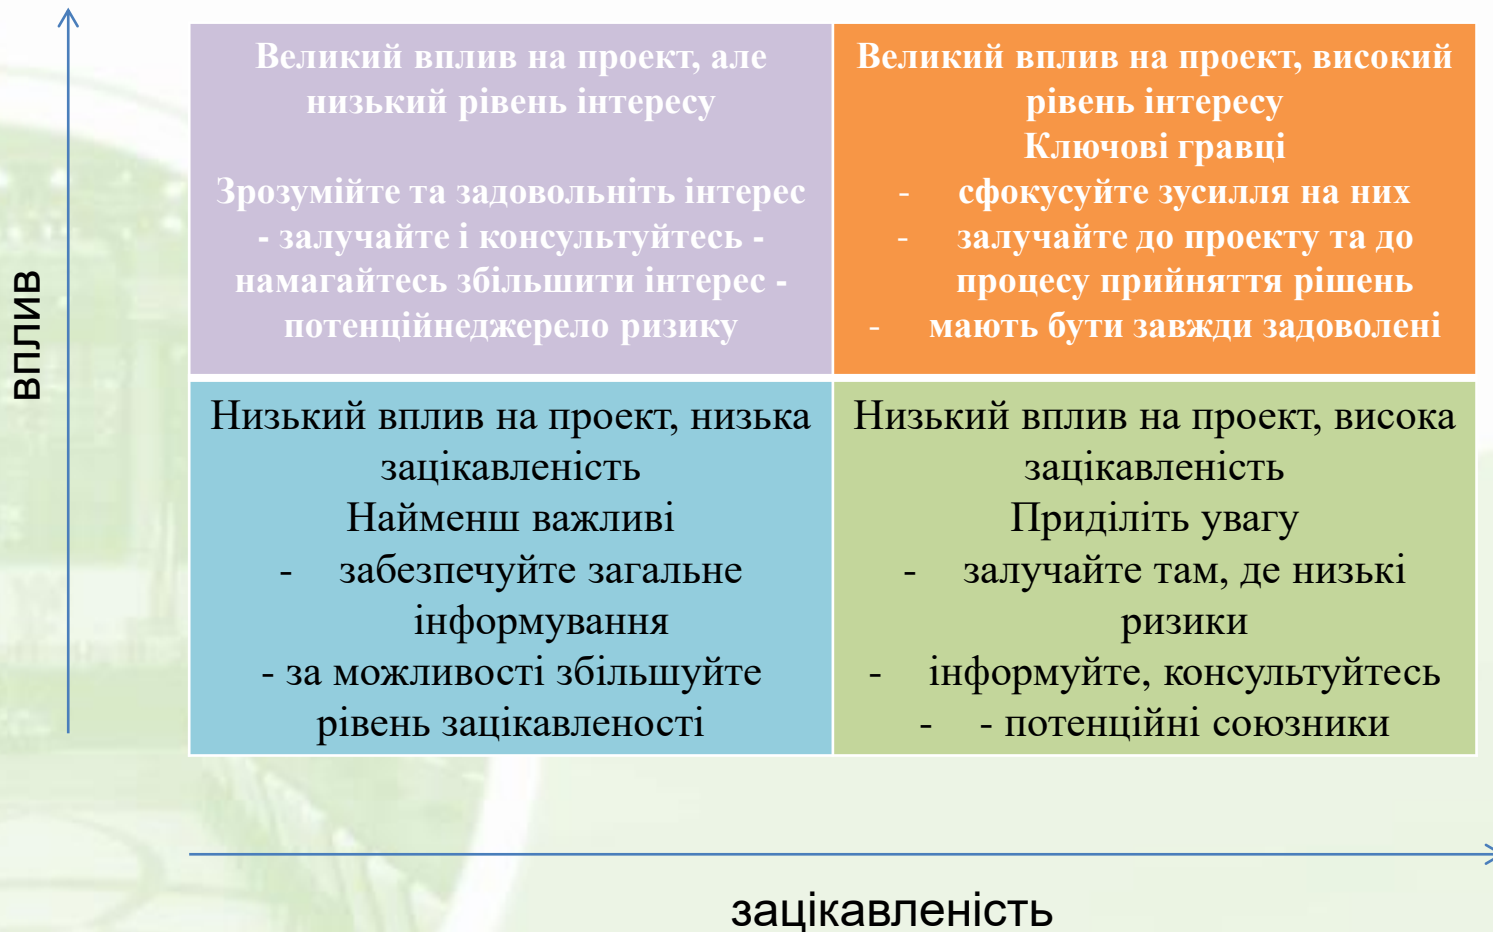 Великий вплив на проект, але
низький рівень інтересу
Зрозумійте та задовольніть інтерес
- залучайте і консультуйтесь -
намагайтесь збільшити інтерес -
потенційнеджерело ризику
Великий вплив на проект, високий
рівень інтересу
Ключові гравці
- сфокусуйте зусилля на них
- залучайте до проекту та до
процесу прийняття рішень
- мають бути завжди задоволені
вплив
Низький вплив на проект, низька
зацікавленість
Найменш важливі
- забезпечуйте загальне
інформування
- за можливості збільшуйте
рівень зацікавленості
Низький вплив на проект, висока
зацікавленість
Приділіть увагу
- залучайте там, де низькі
ризики
- інформуйте, консультуйтесь
- - потенційні союзники
зацікавленість